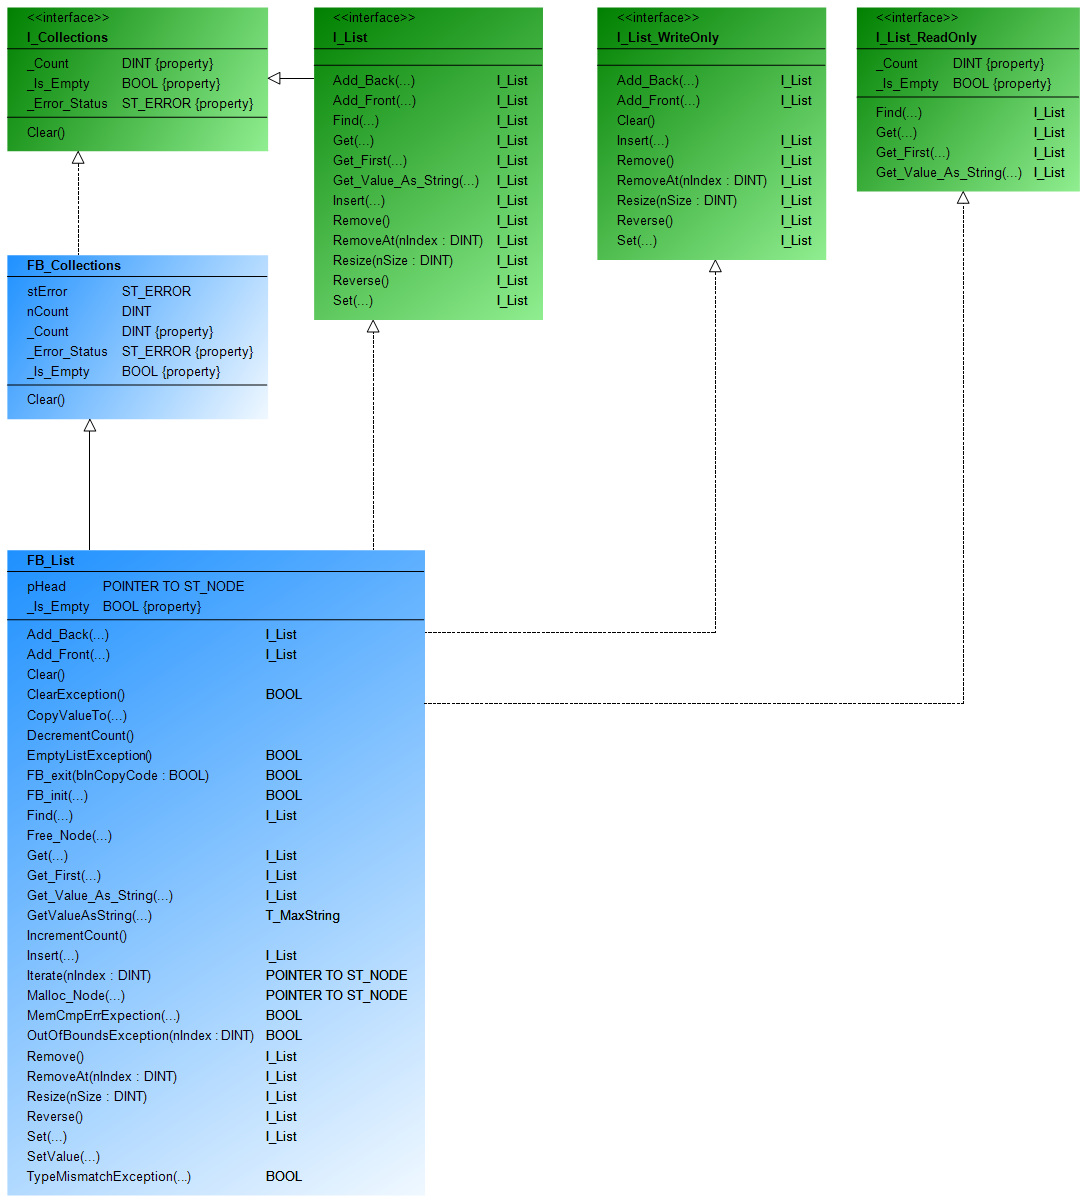 <<interface>>
I_Collections
_Count DINT {property}
_Is_Empty BOOL {property}
_Error_Status ST_ERROR {property}
Clear()
<<interface>>
I_List
Add_Back(...) I_List
Add_Front(...) I_List
Find(...) I_List
Get(...) I_List
Get_First(...) I_List
Get_Value_As_String(...) I_List
Insert(...) I_List
Remove() I_List
RemoveAt(nIndex : DINT) I_List
Resize(nSize : DINT) I_List
Reverse() I_List
Set(...) I_List
<<interface>>
I_List_WriteOnly
Add_Back(...) I_List
Add_Front(...) I_List
Clear()
Insert(...) I_List
Remove() I_List
RemoveAt(nIndex : DINT) I_List
Resize(nSize : DINT) I_List
Reverse() I_List
Set(...) I_List
<<interface>>
I_List_ReadOnly
_Count DINT {property}
_Is_Empty BOOL {property}
Find(...) I_List
Get(...) I_List
Get_First(...) I_List
Get_Value_As_String(...) I_List
FB_Collections
stError ST_ERROR
nCount DINT
_Count DINT {property}
_Error_Status ST_ERROR {property}
_Is_Empty BOOL {property}
Clear()
FB_List
pHead POINTER TO ST_NODE
_Is_Empty BOOL {property}
Add_Back(...) I_List
Add_Front(...) I_List
Clear()
ClearException() BOOL
CopyValueTo(...)
DecrementCount()
EmptyListException() BOOL
FB_exit(bInCopyCode : BOOL) BOOL
FB_init(...) BOOL
Find(...) I_List
Free_Node(...)
Get(...) I_List
Get_First(...) I_List
Get_Value_As_String(...) I_List
GetValueAsString(...) T_MaxString
IncrementCount()
Insert(...) I_List
Iterate(nIndex : DINT) POINTER TO ST_NODE
Malloc_Node(...) POINTER TO ST_NODE
MemCmpErrExpection(...) BOOL
OutOfBoundsException(nIndex : DINT) BOOL
Remove() I_List
RemoveAt(nIndex : DINT) I_List
Resize(nSize : DINT) I_List
Reverse() I_List
Set(...) I_List
SetValue(...)
TypeMismatchException(...) BOOL